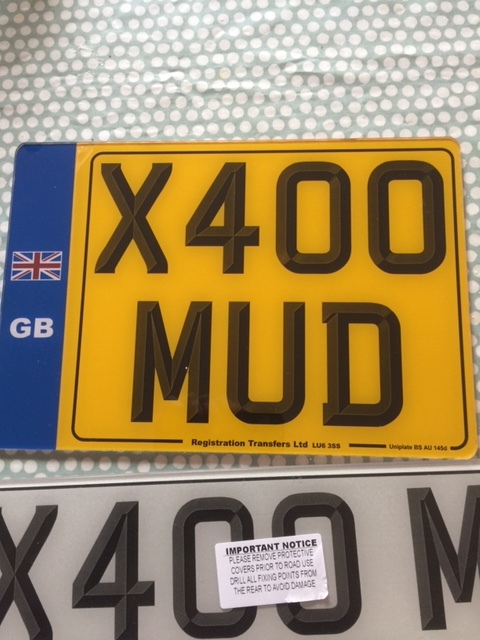 X400
GB
MUD
Registration Transfers Ltd LU6 3SS Uniplate BS AU 145d
X400 M
IMPORTANT NOTICE
PLEASE REMOVE PROTECTIVE
COVERS PRIOR TO ROAD USE
DRILL ALL FIXING POINTS FROM
THE REAR TO AVOID DAMAGE